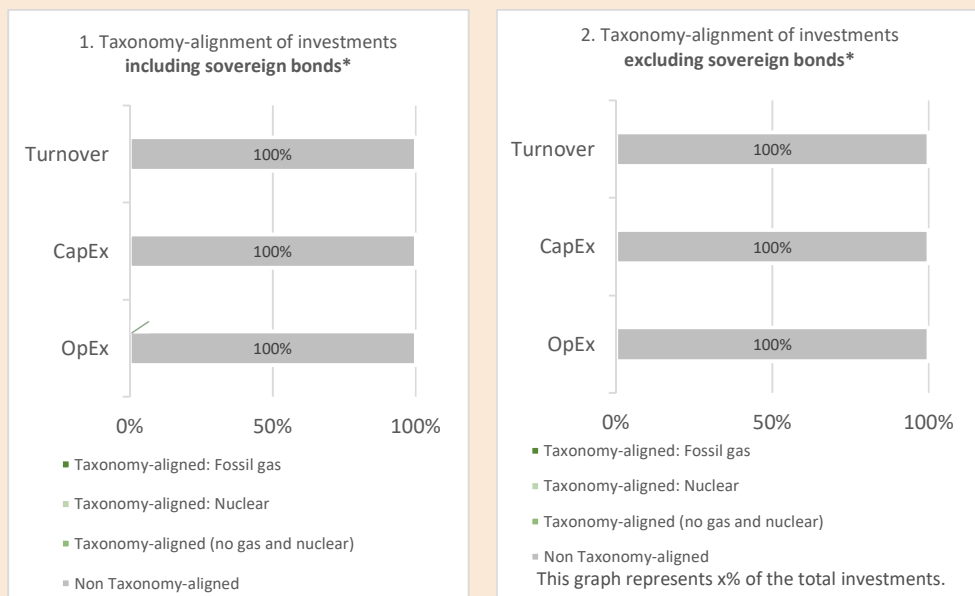 1. Taxonomy-alignment of investments
including sovereign bonds*
Turnover
100%
CapEx
100%
OpEx
100%
0%
50%
100%
Taxonomy-aligned: Fossil gas
Taxonomy-aligned: Nuclear
Taxonomy-aligned (no gas and nuclear)
Non Taxonomy-aligned
2. Taxonomy-alignment of investments
excluding sovereign bonds*
Turnover
100%
CapEx
100%
OpEx
100%
0%
50%
100%
Taxonomy-aligned: Fossil gas
Taxonomy-aligned: Nuclear
Taxonomy-aligned (no gas and nuclear)
Non Taxonomy-aligned
This graph represents x% of the total investments.